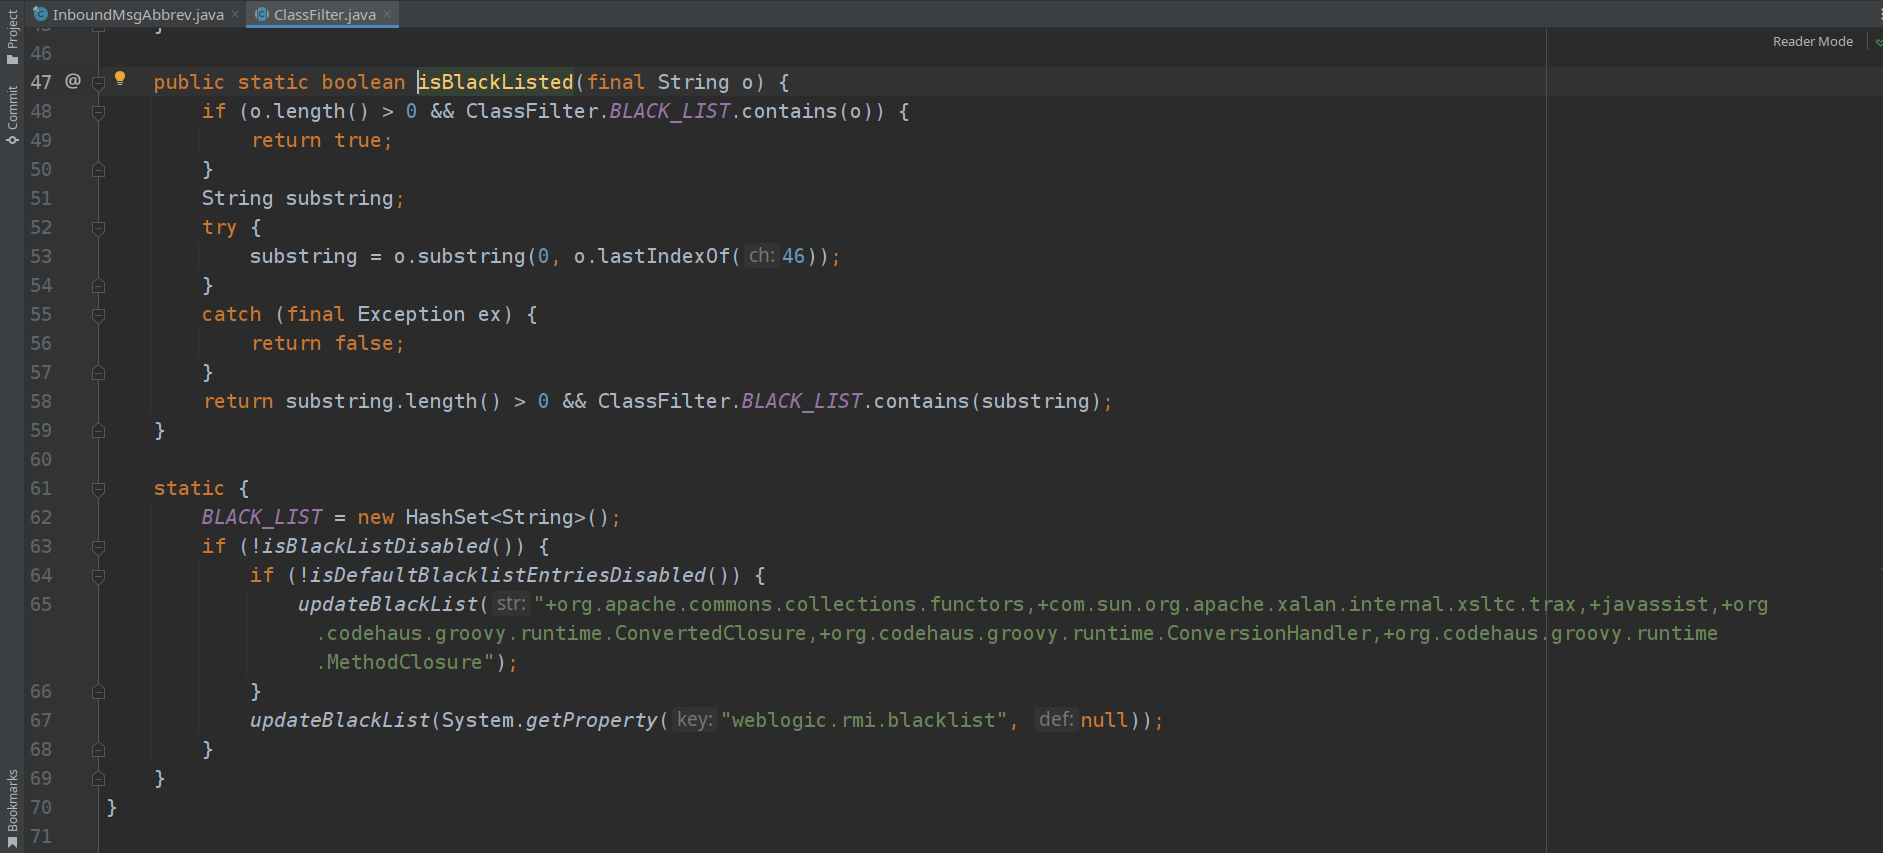 InboundMsgAbbrev.java ClassFilter.java
Project
Commit
Bookmarks
Reader Mode
46
47 @ public static boolean isBlackListed(final String o) {
48 if (o.length() > 0 && ClassFilter.BLACK_LIST.contains(o)) {
49 return true;
50 }
51 String substring;
52 try {
53 substring = o.substring(0, o.lastIndexOf( ch: 46));
54 }
55 catch (final Exception ex) {
56 return false;
57 }
58 return substring.length() > 0 && ClassFilter.BLACK_LIST.contains(substring);
59 }
60
61 static {
62 BLACK_LIST = new HashSet<String>();
63 if (!isBlackListDisabled()) {
64 if (!isDefaultBlacklistEntriesDisabled()) {
65 updateBlackList( str: "+org.apache.commons.collections.functors,+com.sun.org.apache.xalan.internal.xsltc.trax,+javassist,+org
.codehaus.groovy.runtime.ConvertedClosure,+org.codehaus.groovy.runtime.ConversionHandler,+org.codehaus.groovy.runtime
.MethodClosure");
66 }
67 updateBlackList(System.getProperty( key: "weblogic.rmi.blacklist", def: null));
68 }
69 }
70 }
71